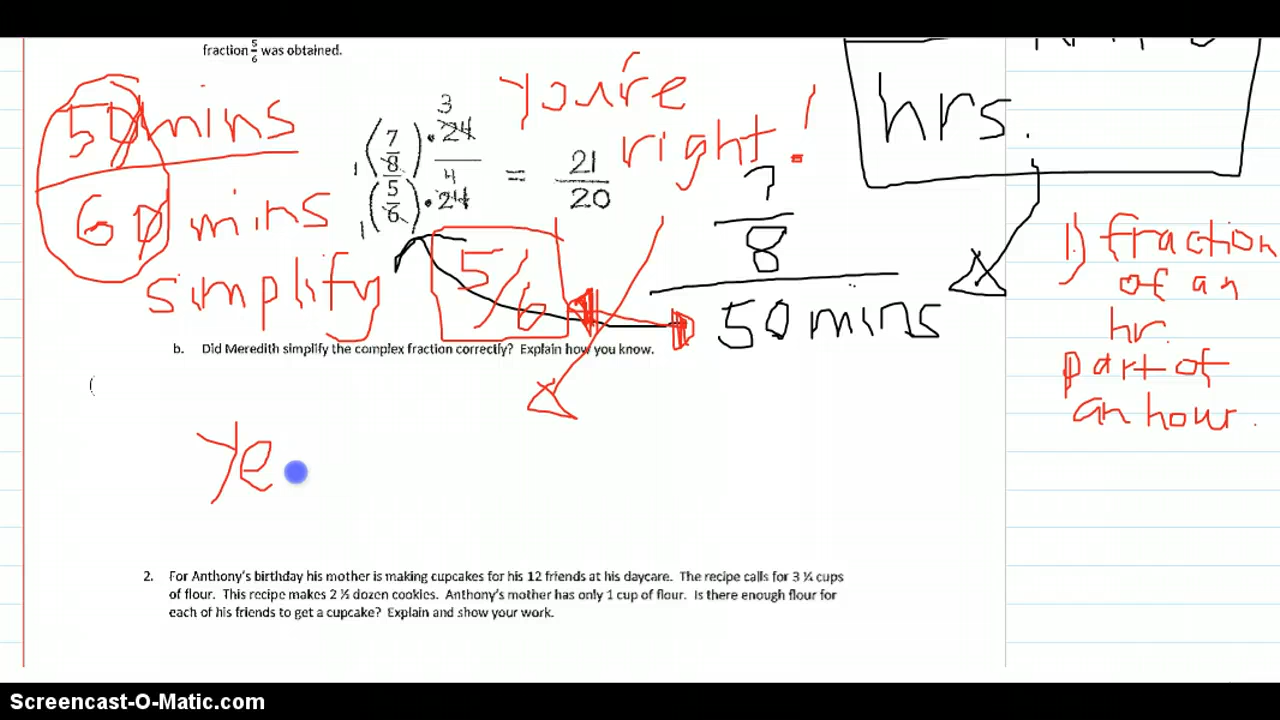 fraction 5/6 was obtained.
50 mins
60 mins
simplify 5/6
1 (7/8) · 24 3
1 (5/6) · 24 4
= 21/20
you're
right!
7
8
50 mins
hrs.
1) fraction
of an
hr.
part of
an hour.
b. Did Meredith simplify the complex fraction correctly? Explain how you know.
(
Ye
2. For Anthony's birthday his mother is making cupcakes for his 12 friends at his daycare. The recipe calls for 3 ¼ cups
of flour. This recipe makes 2 ½ dozen cookies. Anthony's mother has only 1 cup of flour. Is there enough flour for
each of his friends to get a cupcake? Explain and show your work.
Screencast-O-Matic.com